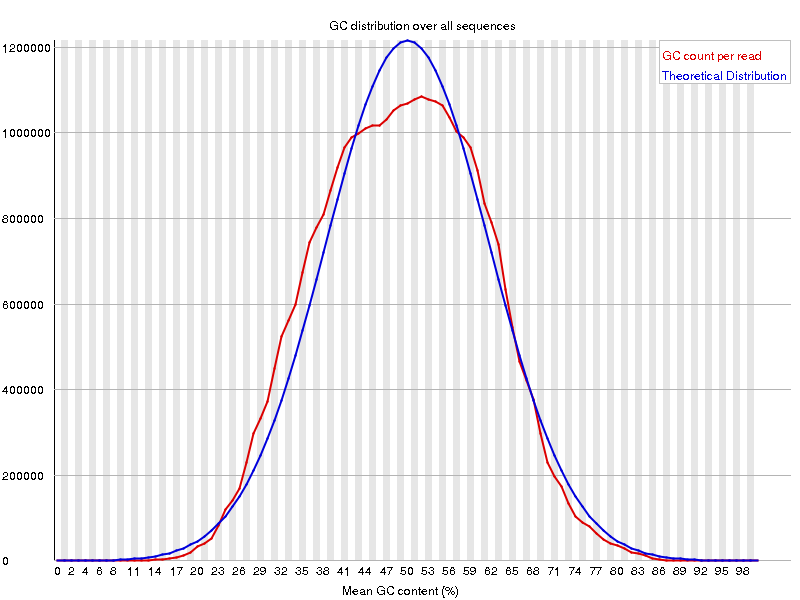 GC distribution over all sequences
GC count per read
Theoretical Distribution
1200000
1000000
800000
600000
400000
200000
0
0 2 4 6 8 11 14 17 20 23 26 29 32 35 38 41 44 47 50 53 56 59 62 65 68 71 74 77 80 83 86 89 92 95 98
Mean GC content (%)